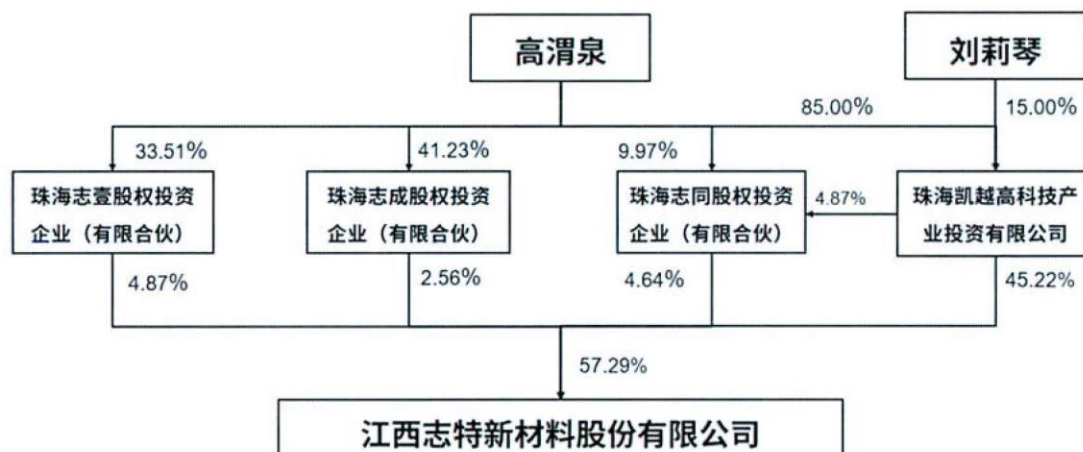 高渭泉
刘莉琴
85.00%
15.00%
33.51%
41.23%
9.97%
珠海志壹股权投资
企业（有限合伙）
珠海志成股权投资
企业（有限合伙）
珠海志同股权投资
企业（有限合伙）
4.87%
珠海凯越高科技产
业投资有限公司
4.87%
2.56%
4.64%
45.22%
57.29%
江西志特新材料股份有限公司